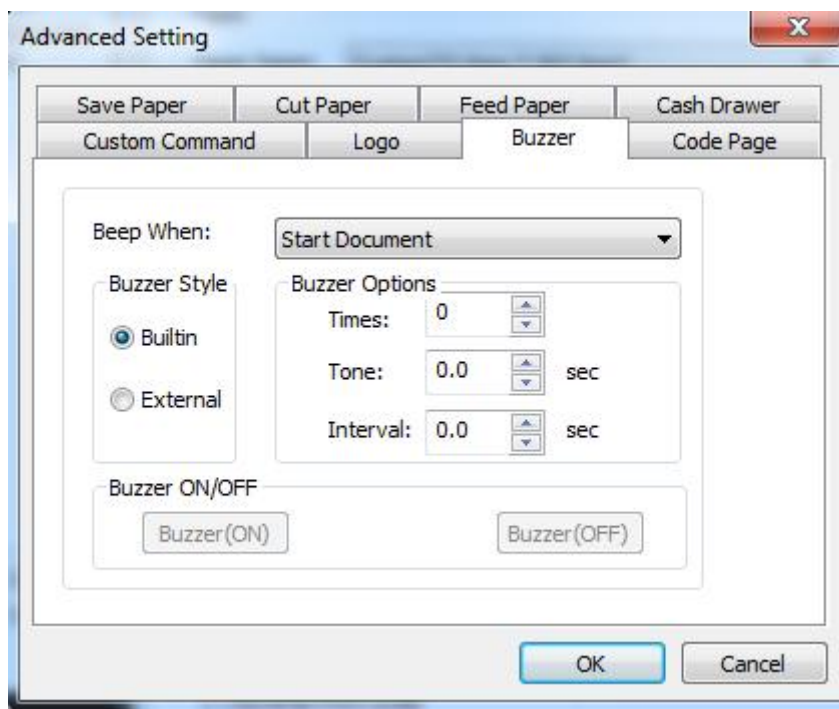 Advanced Setting
Save Paper Cut Paper Feed Paper Cash Drawer
Custom Command Logo Buzzer Code Page
Beep When: Start Document
Buzzer Style Buzzer Options
Times: 0
Builtin
Tone: 0.0 sec
External
Interval: 0.0 sec
Buzzer ON/OFF
Buzzer(ON) Buzzer(OFF)
OK Cancel